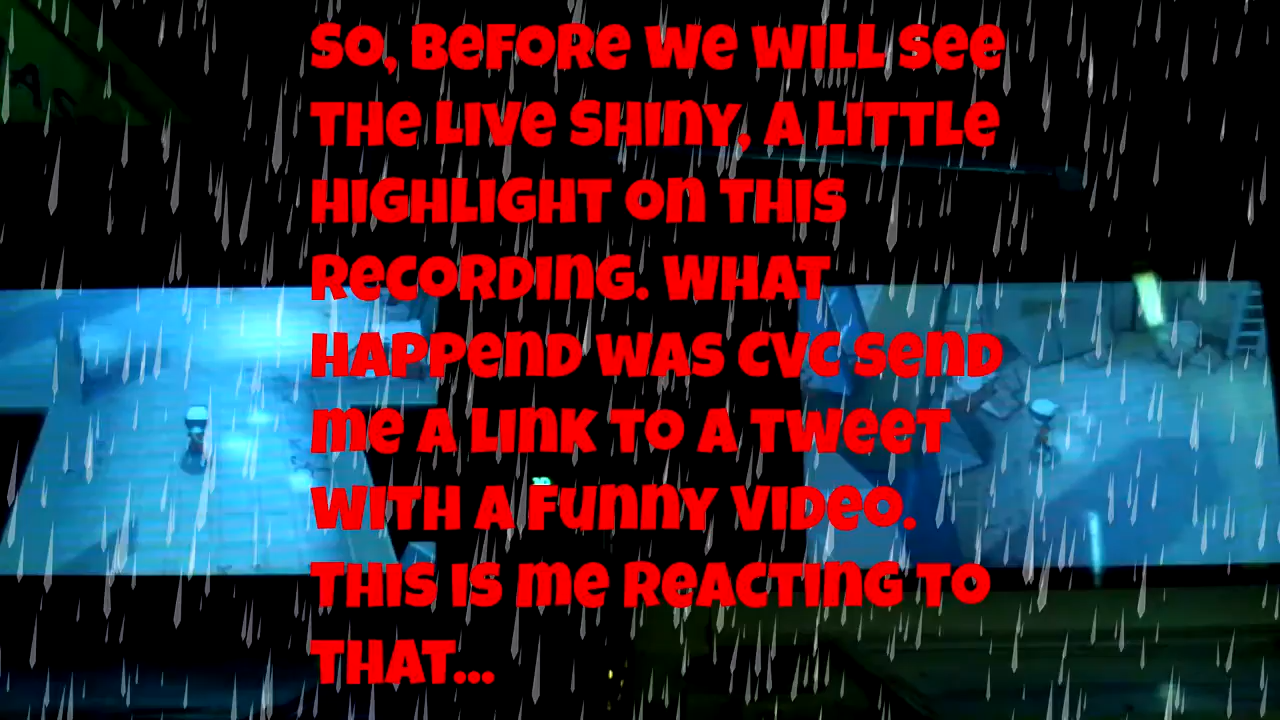 So, before we will see
the live shiny, a little
highlight on this
recording. What
happend was CVC send
me a link to a tweet
with a funny video.
This is me reacting to
that...